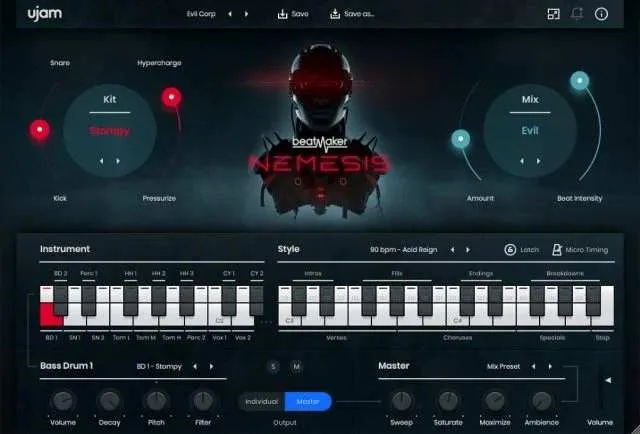 ujam
Evil Corp
Save
Save as...
Snare
Hypercharge
Kit
Stompy
Kick
Pressurize
beatMaker
NEMESIS
Mix
Evil
Amount
Beat Intensity
Instrument
Style
90 bpm - Acid Reign
Latch
Micro Timing
BD 2 Perc 1 HH 1 HH 2 HH 3 CY 1 CY 2
Intros Fills Endings Breakdowns
C2
C3
C4
BD 1 SN 1 SN 2 Tom L Tom M Tom H Perc 2 Vox 1 Vox 2
Verses Choruses Specials Stop
Bass Drum 1
BD 1 - Stompy
S M
Master
Mix Preset
Individual Master
Volume Decay Pitch Filter
Output
Sweep Saturate Maximize Ambience
Volume